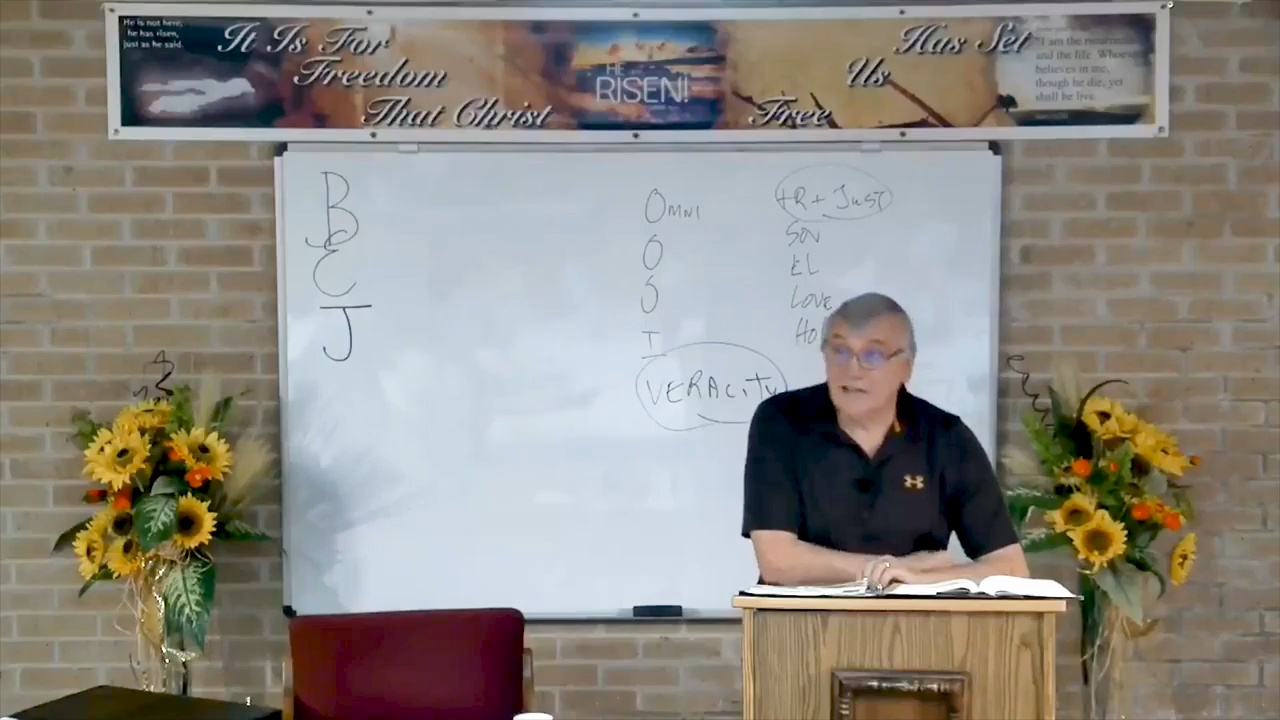 He is not here;
he has risen,
just as he said.
It Is For
Freedom
That Christ
HE
RISEN!
Has Set
Us
Free
"I am the resurrection
and the life. Whoever
believes in me,
though he die, yet
shall he live.
B
E
J
OMNI
O
O
I
VERACITY
+R + JUST
SOV
EL
LOVE
HO